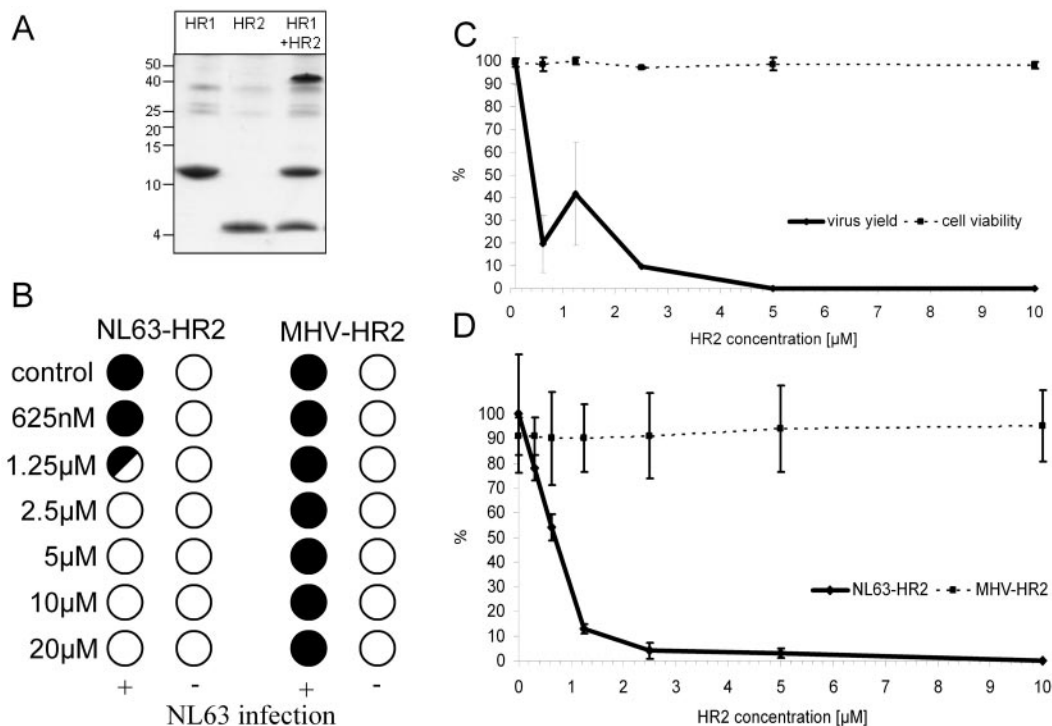 A
HR1 HR2 HR1 +HR2
50
40
25
20
15
10
4
B
NL63-HR2 MHV-HR2
control
625nM
1.25µM
2.5µM
5µM
10µM
20µM
+ - + -
NL63 infection
C
100
90
80
70
60
50
40
30
20
10
0
%
virus yield cell viability
0 1 2 3 4 5 6 7 8 9 10
HR2 concentration [µM]
D
100
90
80
70
60
50
40
30
20
10
0
%
NL63-HR2 MHV-HR2
0 1 2 3 4 5 6 7 8 9 10
HR2 concentration [µM]